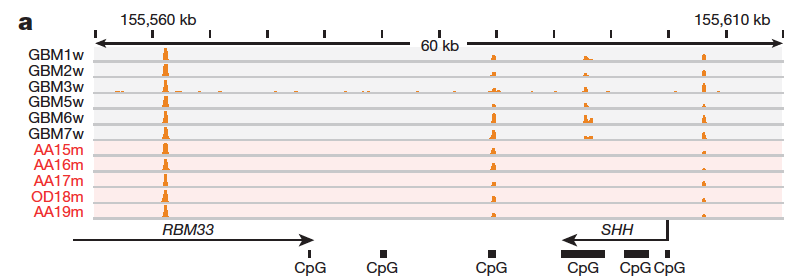 a
155,560 kb 155,610 kb
60 kb
GBM1w
GBM2w
GBM3w
GBM5w
GBM6w
GBM7w
AA15m
AA16m
AA17m
OD18m
AA19m
RBM33 SHH
CpG CpG CpG CpG CpG CpG